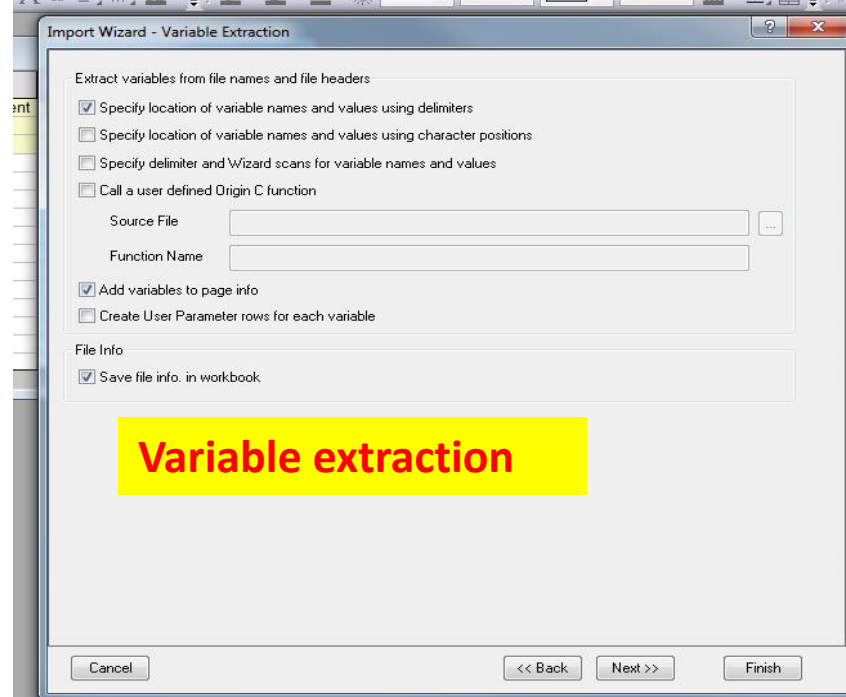 Import Wizard - Variable Extraction
ent
Extract variables from file names and file headers
Specify location of variable names and values using delimiters
Specify location of variable names and values using character positions
Specify delimiter and Wizard scans for variable names and values
Call a user defined Origin C function
Source File
...
Function Name
Add variables to page info
Create User Parameter rows for each variable
File Info
Save file info. in workbook
Variable extraction
Cancel
<< Back
Next >>
Finish